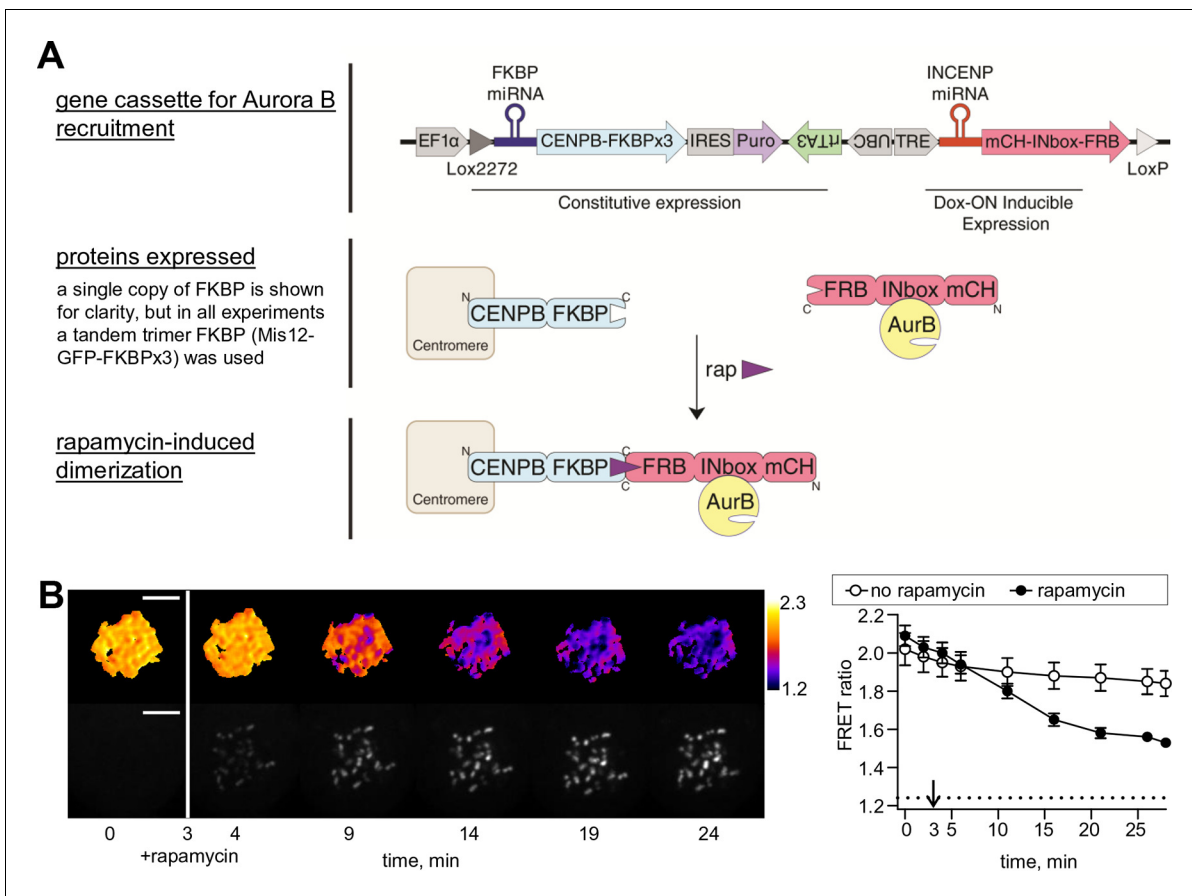 A
gene cassette for Aurora B
recruitment
FKBP
miRNA
INCENP
miRNA
EF1α
CENPB-FKBPx3
IRES
Puro
rtTA3
UBC
TRE
mCH-INbox-FRB
Lox2272
LoxP
Constitutive expression
Dox-ON Inducible
Expression
proteins expressed
a single copy of FKBP is shown
for clarity, but in all experiments
a tandem trimer FKBP (Mis12-
GFP-FKBPx3) was used
N
C
CENPB FKBP
Centromere
FRB INbox mCH
C
N
AurB
rap
rapamycin-induced
dimerization
N
C
CENPB FKBP FRB INbox mCH
C
N
Centromere
AurB
B
2.3
1.2
0 3 4 9 14 19 24
+rapamycin
time, min
no rapamycin rapamycin
FRET ratio
2.2
2.0
1.8
1.6
1.4
1.2
0 3 5 10 15 20 25
time, min